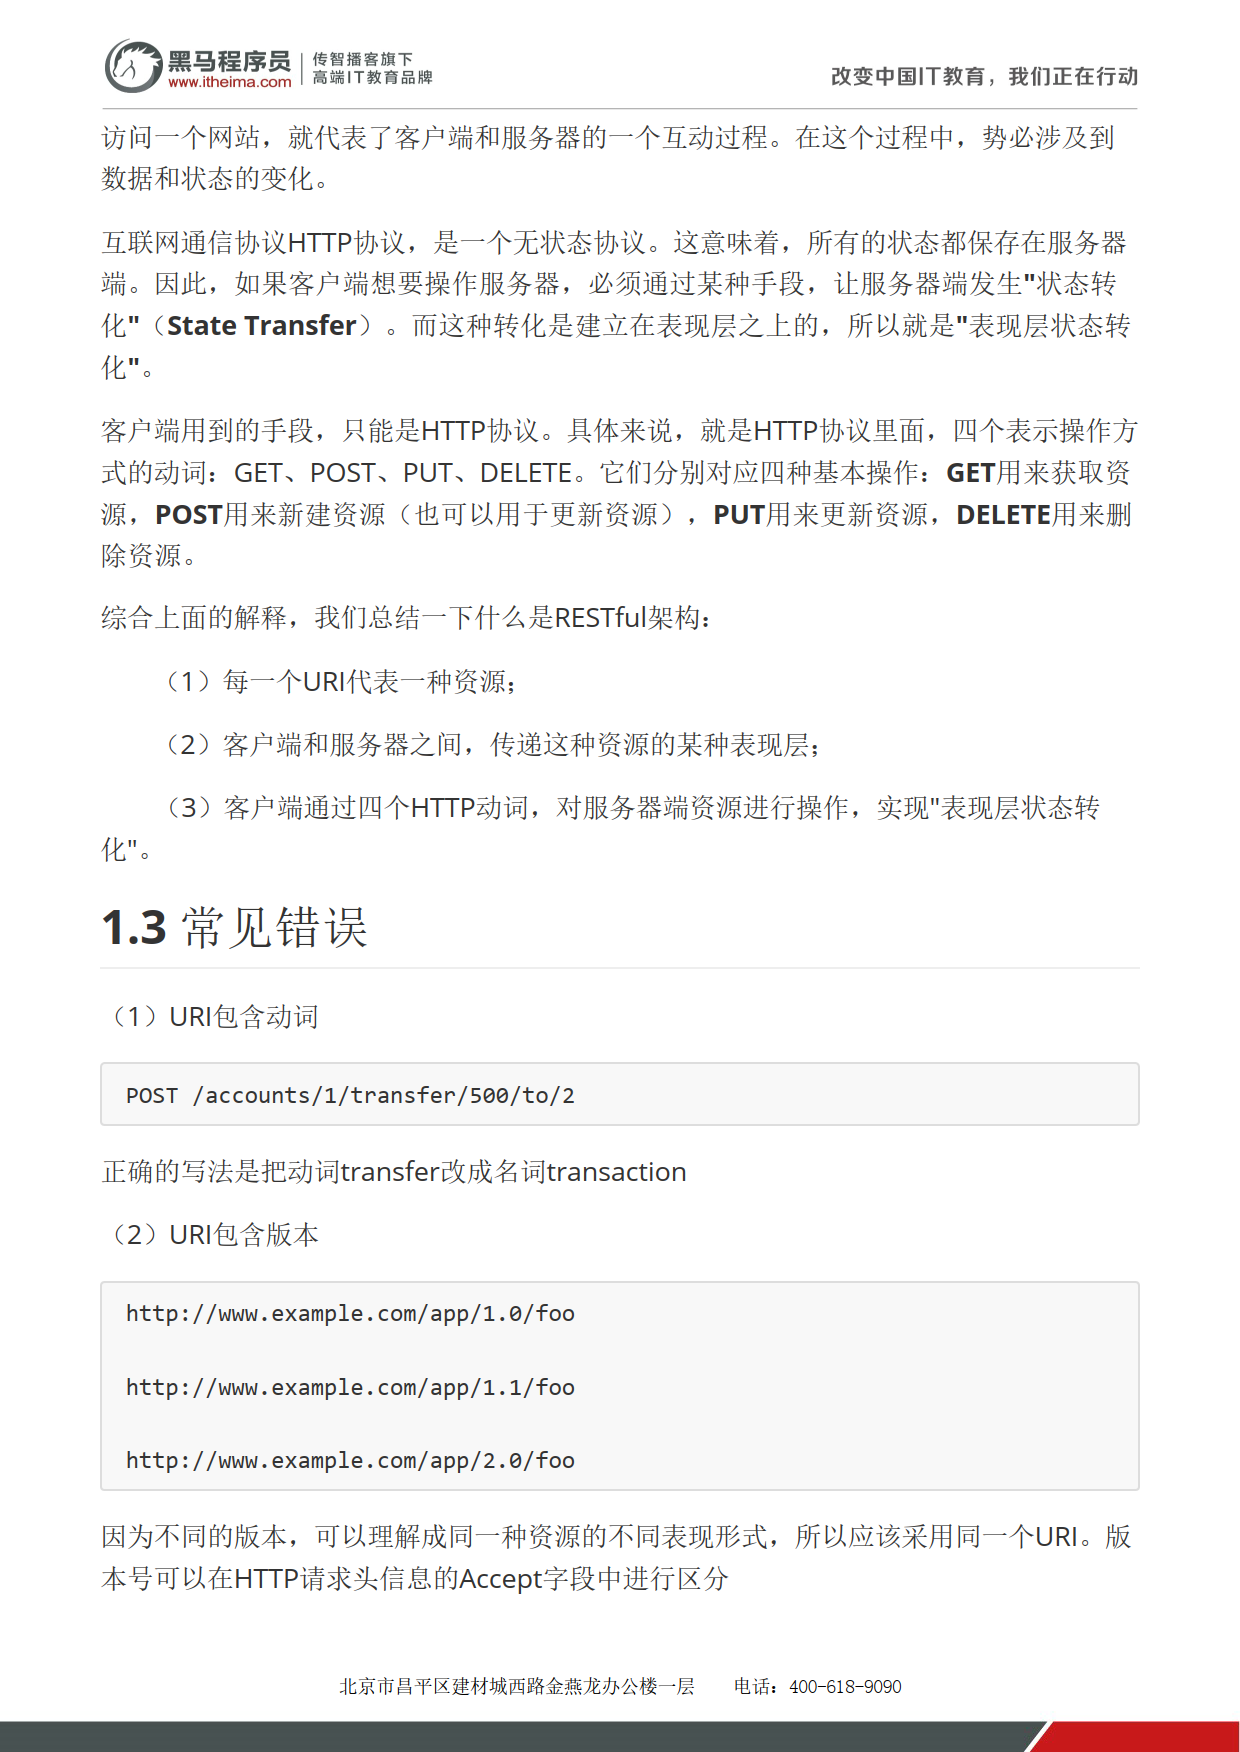 黑马程序员
www.itheima.com
传智播客旗下
高端IT教育品牌
改变中国IT教育，我们正在行动
访问一个网站，就代表了客户端和服务器的一个互动过程。在这个过程中，势必涉及到
数据和状态的变化。
互联网通信协议HTTP协议，是一个无状态协议。这意味着，所有的状态都保存在服务器
端。因此，如果客户端想要操作服务器，必须通过某种手段，让服务器端发生"状态转
化"（State Transfer）。而这种转化是建立在表现层之上的，所以就是"表现层状态转
化"。
客户端用到的手段，只能是HTTP协议。具体来说，就是HTTP协议里面，四个表示操作方
式的动词：GET、POST、PUT、DELETE。它们分别对应四种基本操作：GET用来获取资
源，POST用来新建资源（也可以用于更新资源），PUT用来更新资源，DELETE用来删
除资源。
综合上面的解释，我们总结一下什么是RESTful架构：
（1）每一个URI代表一种资源；
（2）客户端和服务器之间，传递这种资源的某种表现层；
（3）客户端通过四个HTTP动词，对服务器端资源进行操作，实现"表现层状态转
化"。
1.3 常见错误
（1）URI包含动词
POST /accounts/1/transfer/500/to/2
正确的写法是把动词transfer改成名词transaction
（2）URI包含版本
http://www.example.com/app/1.0/foo
http://www.example.com/app/1.1/foo
http://www.example.com/app/2.0/foo
因为不同的版本，可以理解成同一种资源的不同表现形式，所以应该采用同一个URI。版
本号可以在HTTP请求头信息的Accept字段中进行区分
北京市昌平区建材城西路金燕龙办公楼一层 电话：400-618-9090